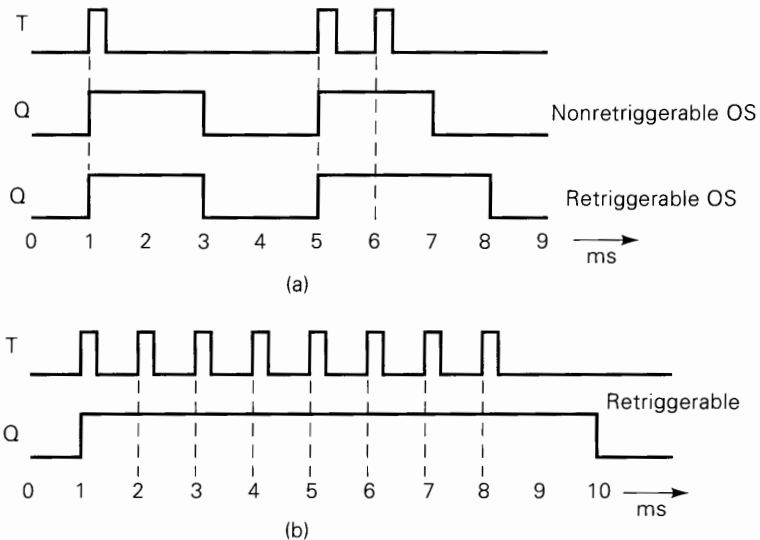 T
Q
Nonretriggerable OS
Q
Retriggerable OS
0 1 2 3 4 5 6 7 8 9
ms
(a)
T
Retriggerable
Q
0 1 2 3 4 5 6 7 8 9 10
ms
(b)